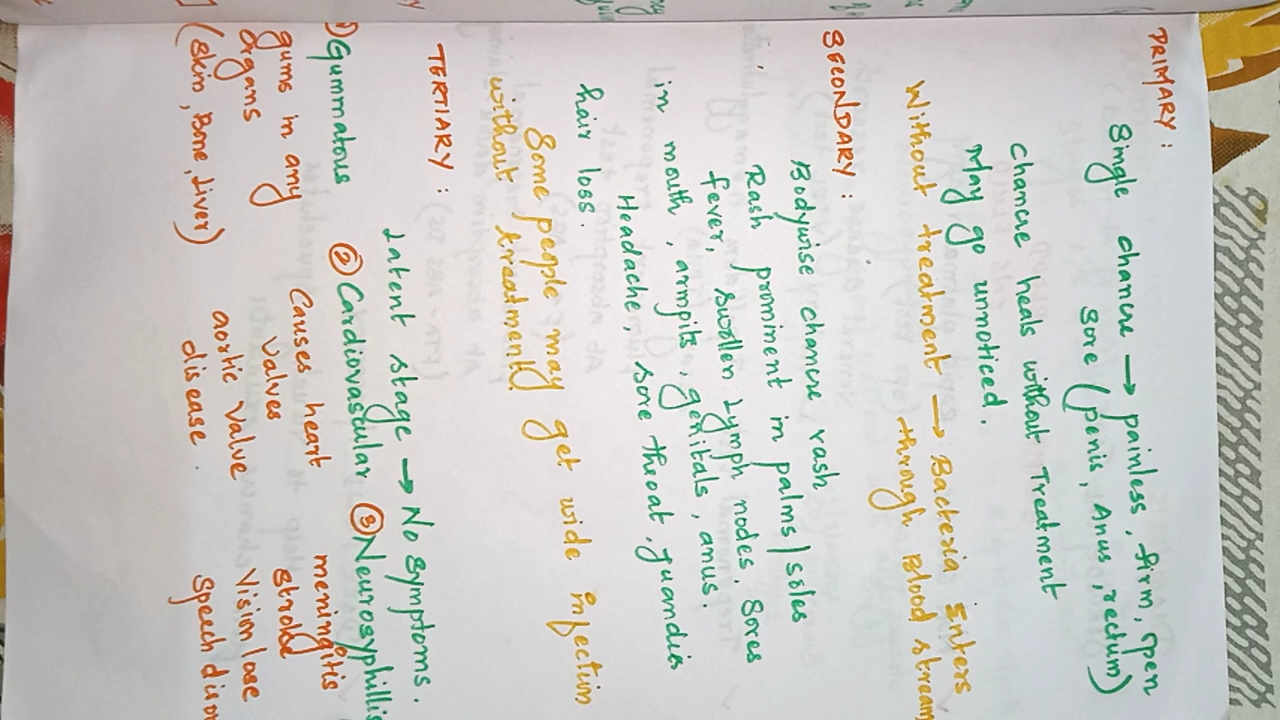 PRIMARY :
Single chancre → painless, firm, open
sore (penis, Anus, rectum)
Chancre heals without Treatment
May go unnoticed.
Without treatment → Bacteria Enters
through Blood stream
SECONDARY :
Bodywise chancre rash
Rash prominent in palms/soles
fever, swollen Lymph nodes, Sores
in mouth, armpits, genitals, anus.
Headache, sore throat, yuandis
hair loss.
Some people may get wide infection
without treatment.
TERTIARY :
Latent stage → No symptoms.
1) Gummatous
gums in any
organs
(Skin, Bone, Liver)
② Cardiovascular
Causes heart
valves
aortic valve
disease.
③ Neurosyphillis
meningitis
stroke
Vision lose
Speech disor